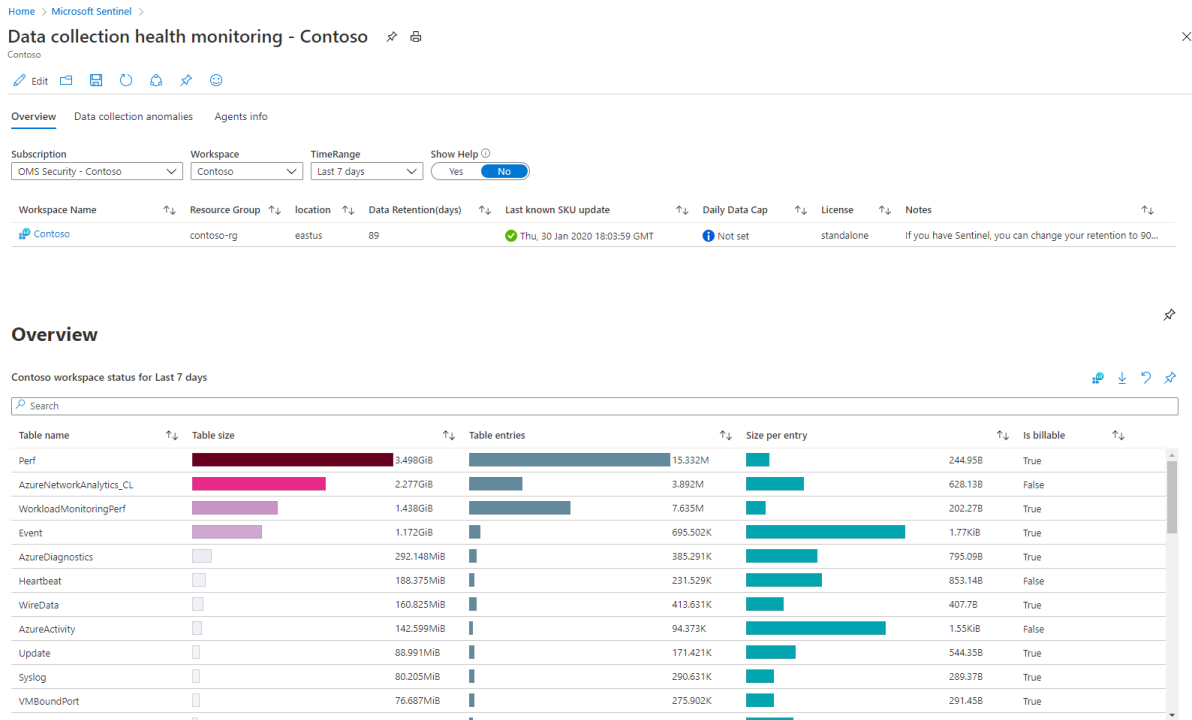 Home > Microsoft Sentinel >
Data collection health monitoring - Contoso
Contoso
Edit
Overview Data collection anomalies Agents info
Subscription Workspace TimeRange Show Help
OMS Security - Contoso Contoso Last 7 days Yes No
Workspace Name Resource Group location Data Retention(days) Last known SKU update Daily Data Cap License Notes
Contoso contoso-rg eastus 89 Thu, 30 Jan 2020 18:03:59 GMT Not set standalone If you have Sentinel, you can change your retention to 90...
Overview
Contoso workspace status for Last 7 days
Search
Table name Table size Table entries Size per entry Is billable
Perf 3.498GiB 15.332M 244.95B True
AzureNetworkAnalytics_CL 2.277GiB 3.892M 628.13B False
WorkloadMonitoringPerf 1.438GiB 7.635M 202.27B True
Event 1.172GiB 695.502K 1.77KiB True
AzureDiagnostics 292.148MiB 385.291K 795.09B True
Heartbeat 188.375MiB 231.529K 853.14B False
WireData 160.825MiB 413.631K 407.7B True
AzureActivity 142.599MiB 94.373K 1.55KiB False
Update 88.991MiB 171.421K 544.35B True
Syslog 80.205MiB 290.631K 289.37B True
VMBoundPort 76.687MiB 275.902K 291.45B True